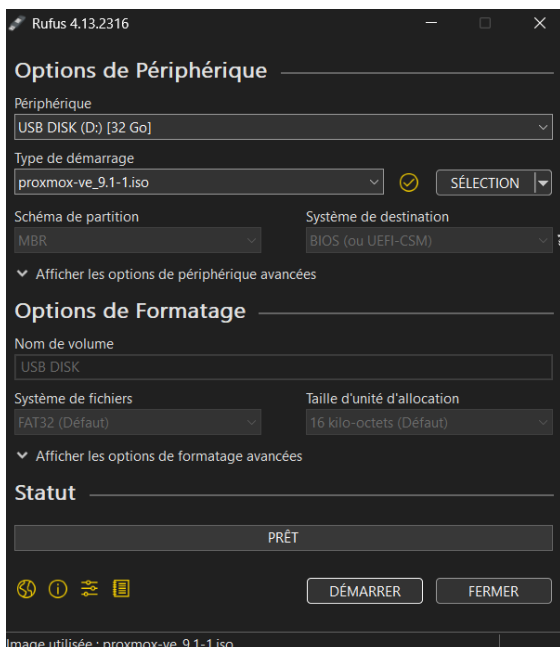 Rufus 4.13.2316
Options de Périphérique
Périphérique
USB DISK (D:) [32 Go]
Type de démarrage
proxmox-ve_9.1-1.iso SÉLECTION
Schéma de partition Système de destination
MBR BIOS (ou UEFI-CSM) ?
Afficher les options de périphérique avancées
Options de Formatage
Nom de volume
USB DISK
Système de fichiers Taille d'unité d'allocation
FAT32 (Défaut) 16 kilo-octets (Défaut)
Afficher les options de formatage avancées
Statut
PRÊT
DÉMARRER FERMER
Image utilisée : proxmox-ve_9.1-1.iso